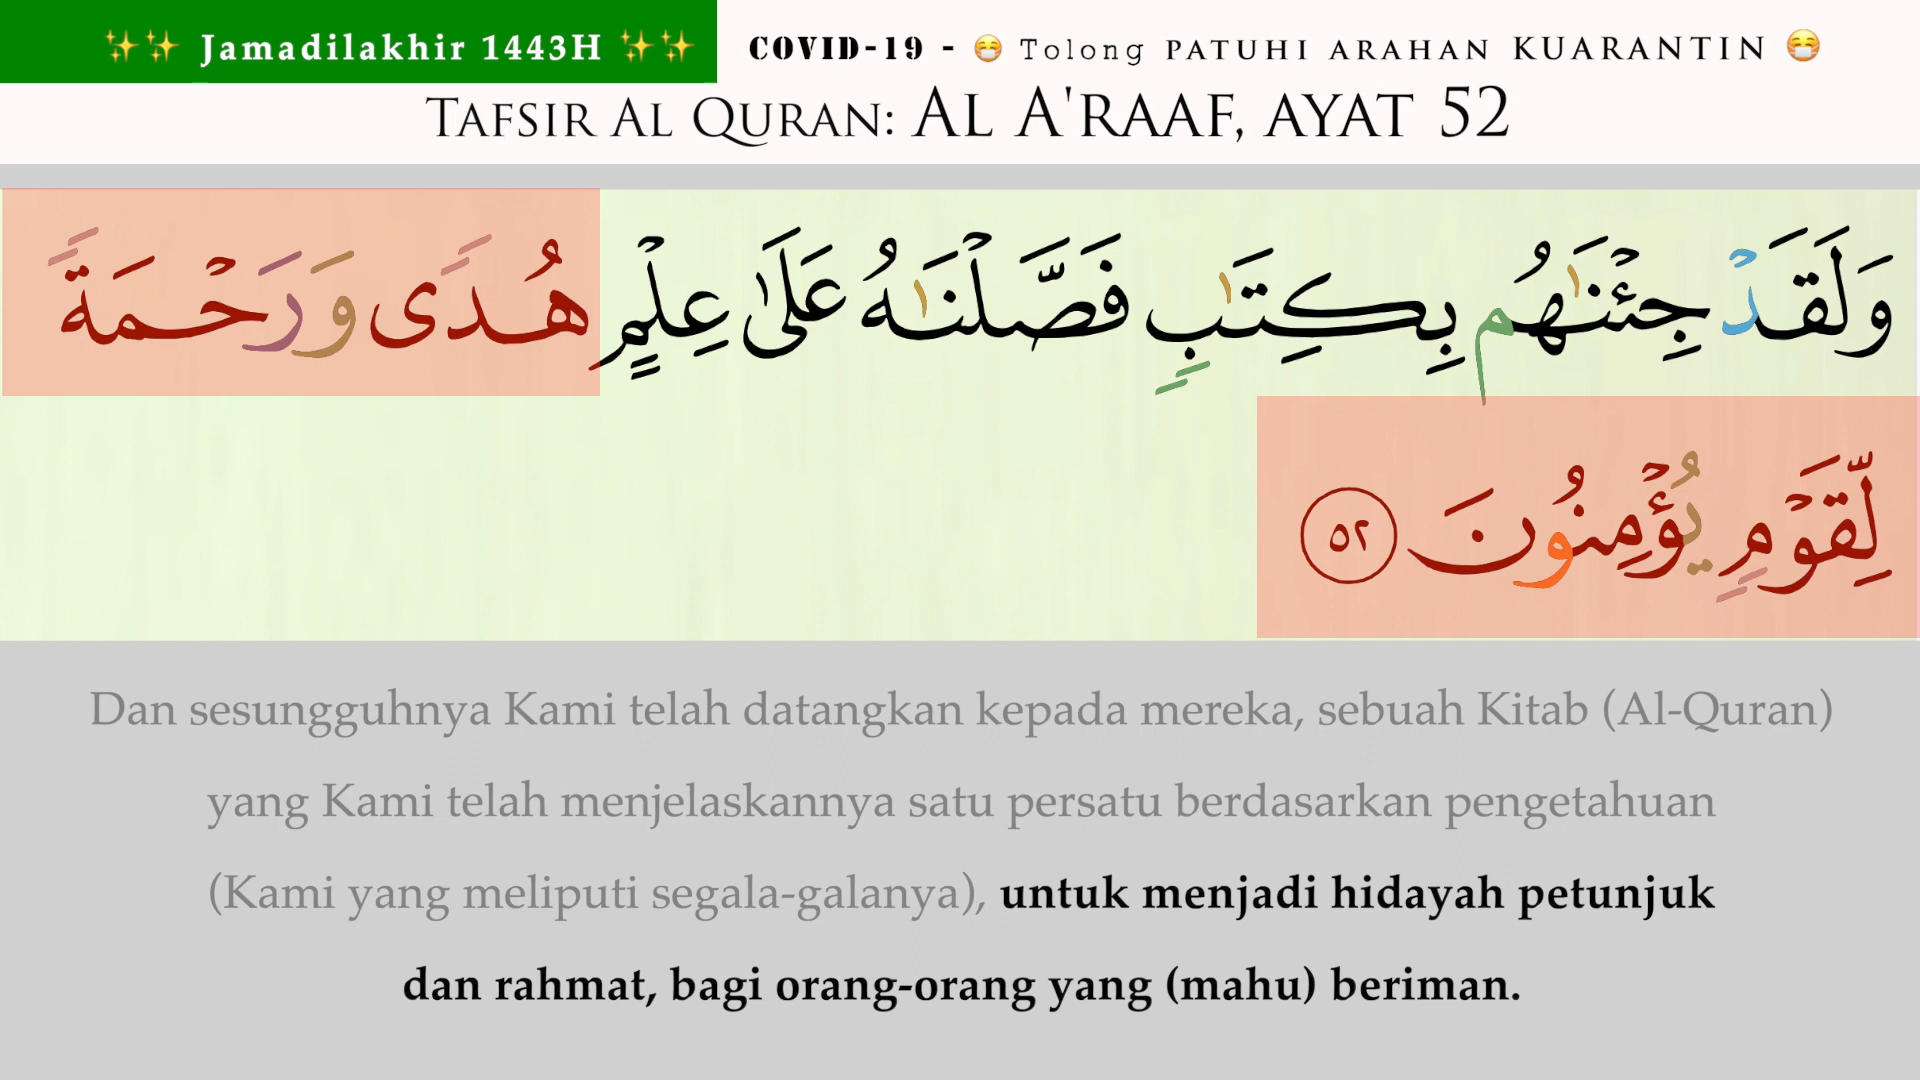 ✨✨ Jamadilakhir 1443H ✨✨
COVID-19 - 😷 Tolong PATUHI ARAHAN KUARANTIN 😷
TAFSIR AL QURAN: AL A'RAAF, AYAT 52
وَلَقَدۡ جِئۡنَٰهُم بِكِتَٰبٖ فَصَّلۡنَٰهُ عَلَىٰ عِلۡمٍ هُدٗى وَرَحۡمَةٗ
لِّقَوۡمٖ يُؤۡمِنُونَ ٥٢
Dan sesungguhnya Kami telah datangkan kepada mereka, sebuah Kitab (Al-Quran)
yang Kami telah menjelaskannya satu persatu berdasarkan pengetahuan
(Kami yang meliputi segala-galanya), untuk menjadi hidayah petunjuk
dan rahmat, bagi orang-orang yang (mahu) beriman.